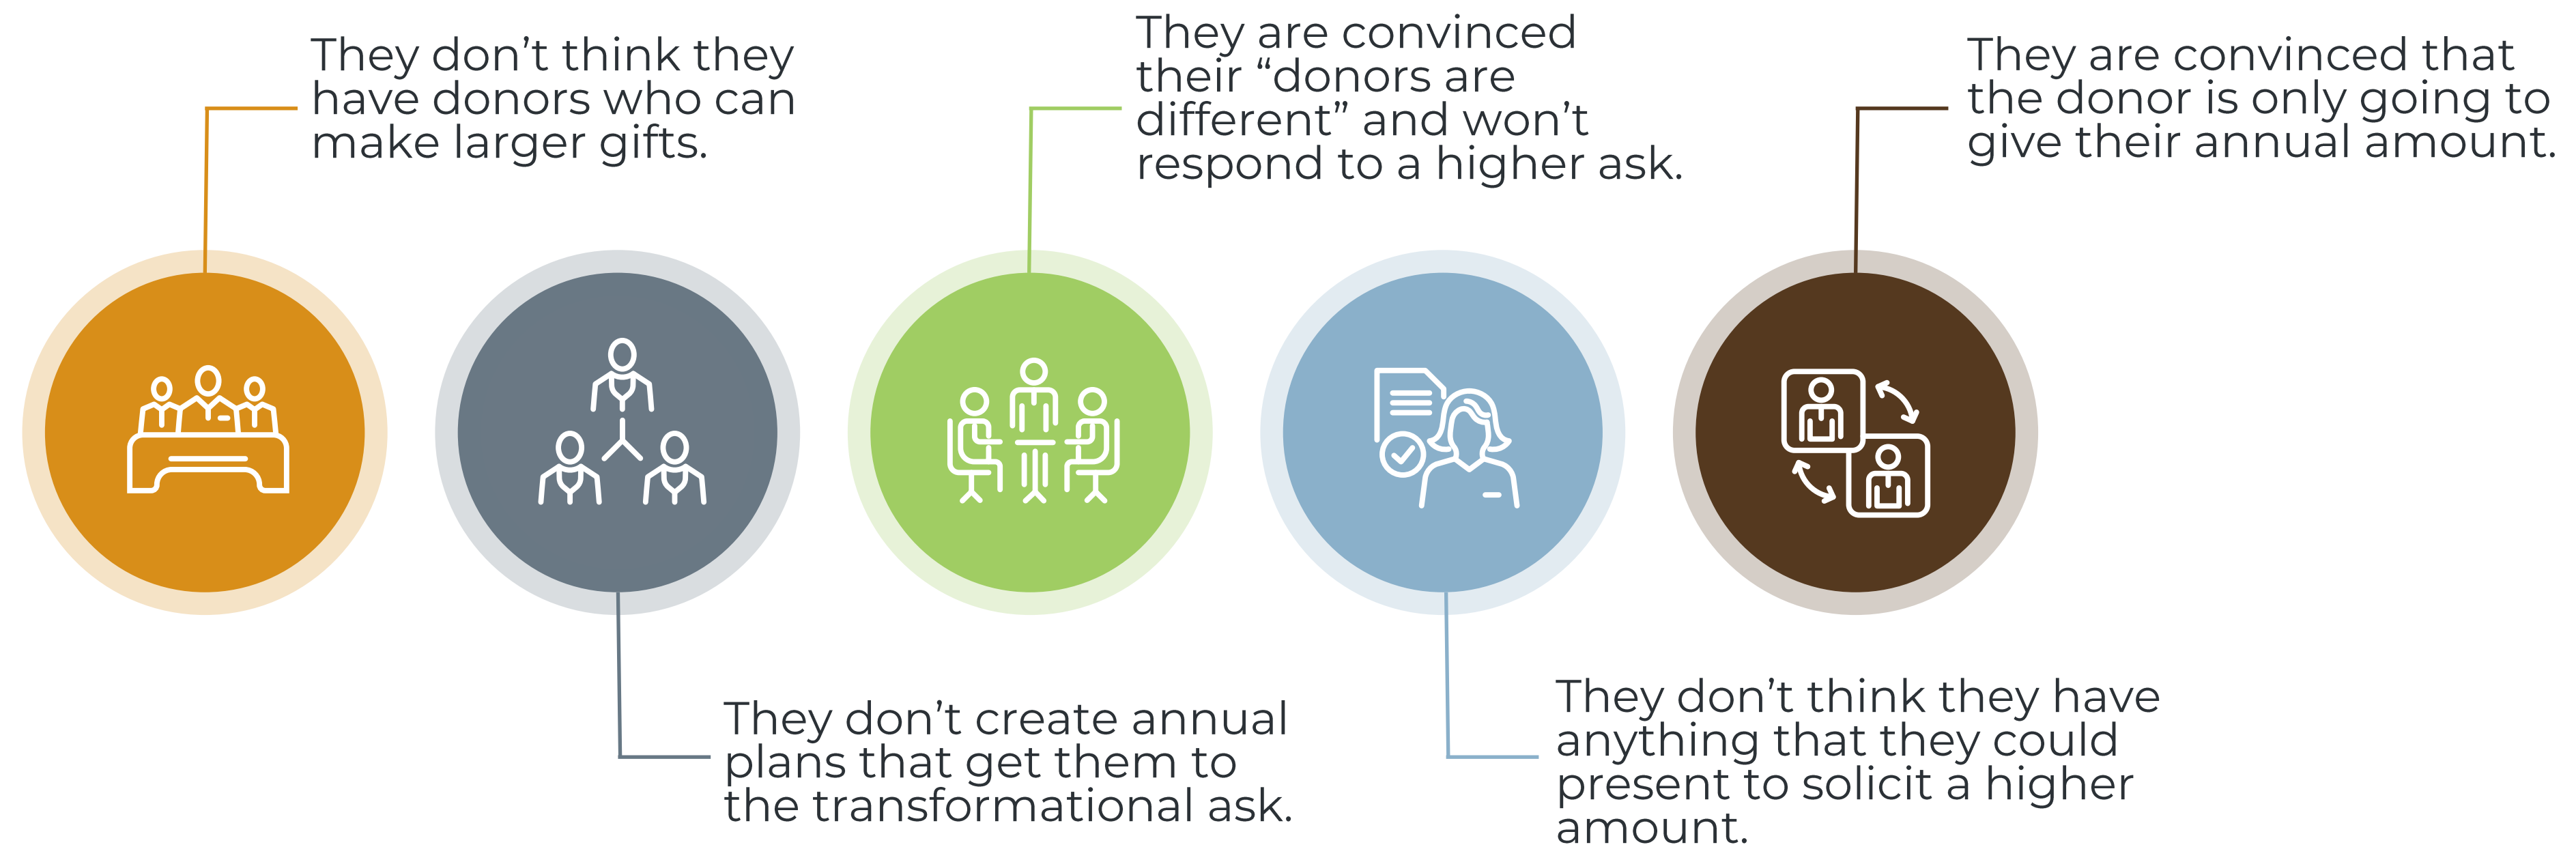 They don’t think they
have donors who can
make larger gifts.
They don’t create annual
plans that get them to
the transformational ask.
They are convinced
their “donors are
different” and won’t
respond to a higher ask.
They don’t think they have
anything that they could
present to solicit a higher
amount.
They are convinced that
the donor is only going to
give their annual amount.